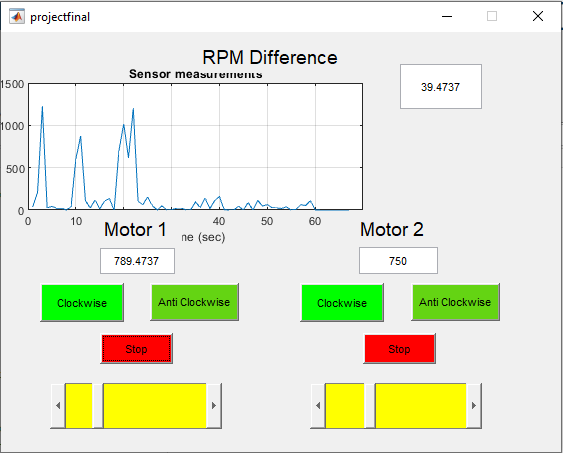 projectfinal
RPM Difference
Sensor measurements
39.4737
1500
1000
500
0
0 10 20 30 40 50 60
Motor 1
Motor 2
me (sec)
789.4737
750
Clockwise
Anti Clockwise
Clockwise
Anti Clockwise
Stop
Stop